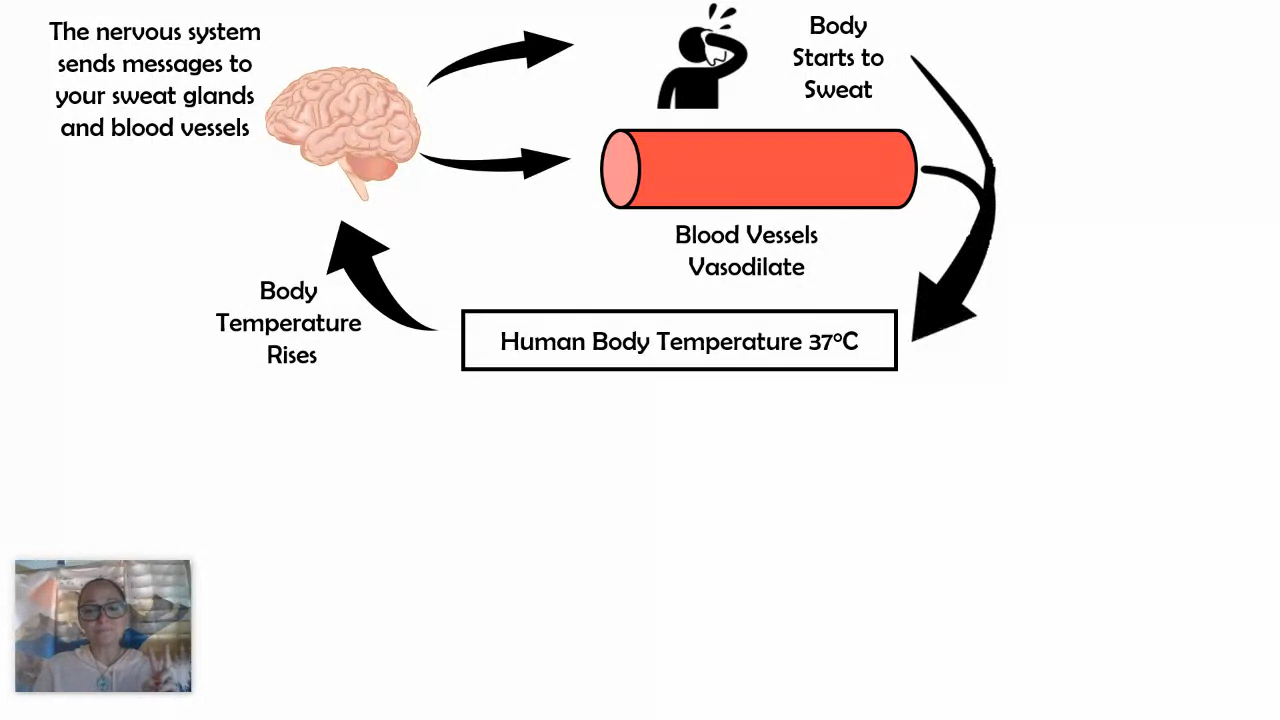 The nervous system
sends messages to
your sweat glands
and blood vessels
Body
Starts to
Sweat
Blood Vessels
Vasodilate
Body
Temperature
Rises
Human Body Temperature 37°C